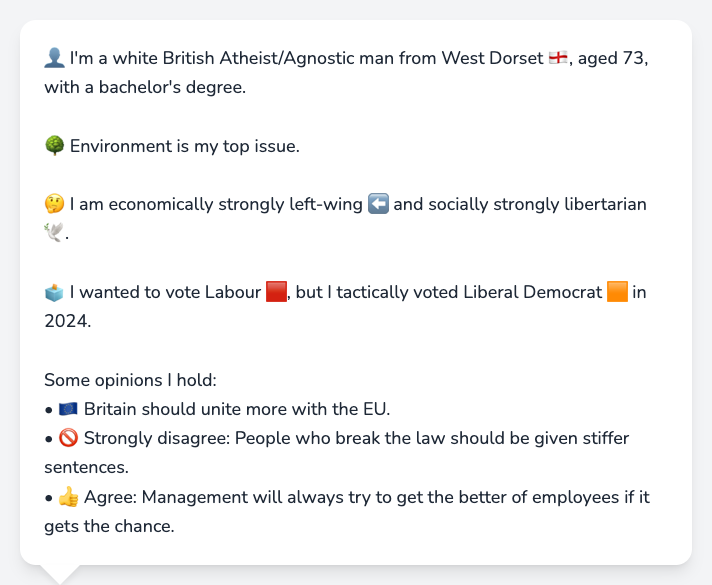 👤 I'm a white British Atheist/Agnostic man from West Dorset 🏴󠁧󠁢󠁥󠁮󠁧󠁿, aged 73,
with a bachelor's degree.
🌳 Environment is my top issue.
🤔 I am economically strongly left-wing ⬅️ and socially strongly libertarian
🕊️.
🗳️ I wanted to vote Labour 🟥, but I tactically voted Liberal Democrat 🟧 in
2024.
Some opinions I hold:
• 🇪🇺 Britain should unite more with the EU.
• 🚫 Strongly disagree: People who break the law should be given stiffer
sentences.
• 👍 Agree: Management will always try to get the better of employees if it
gets the chance.